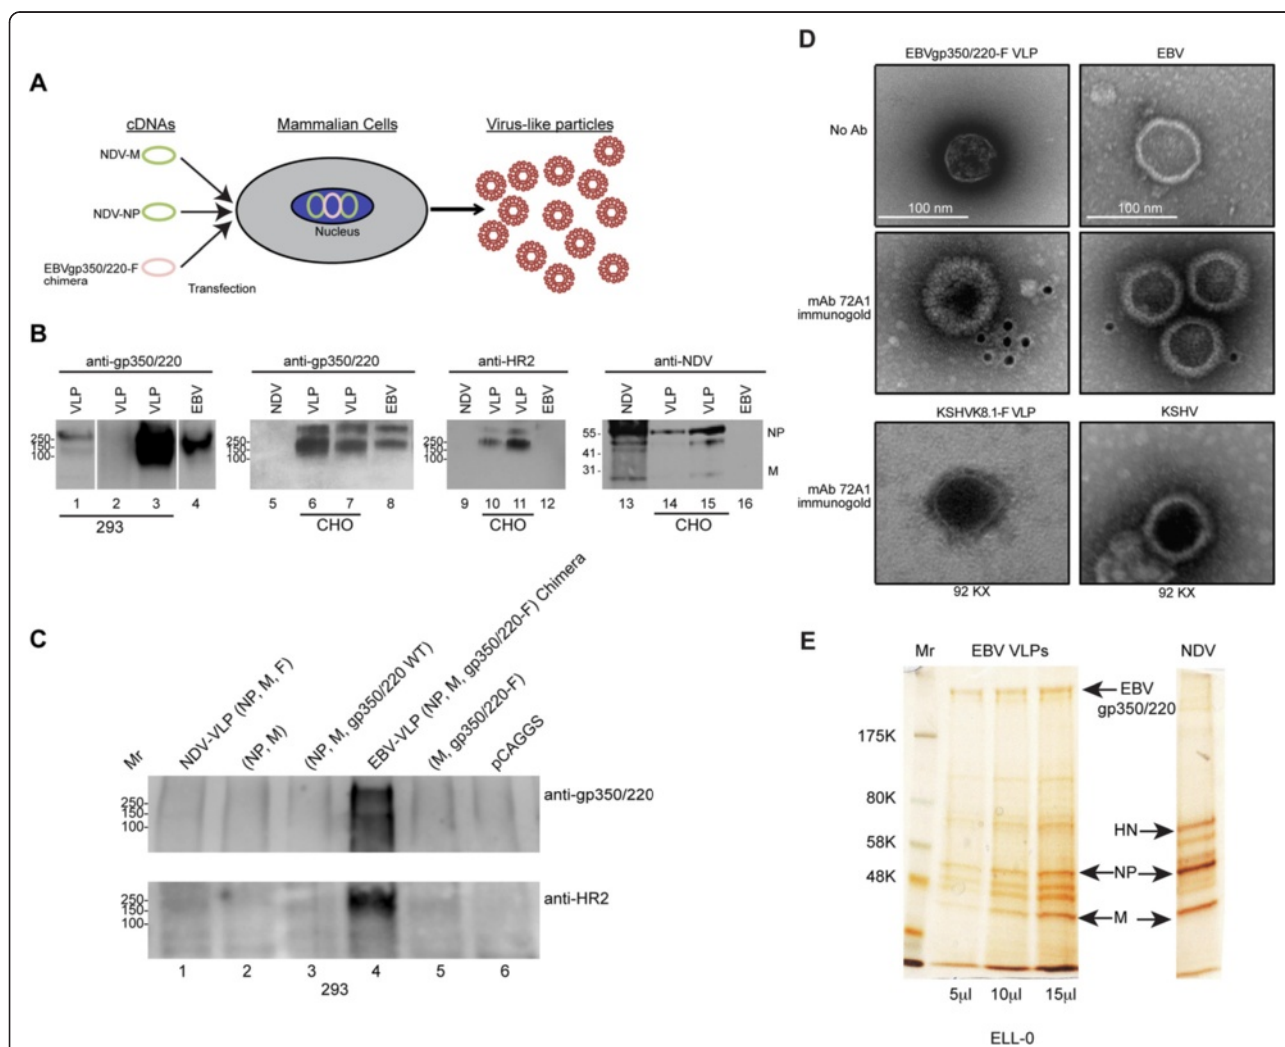 A
cDNAs Mammalian Cells Virus-like particles
NDV-M
NDV-NP
Nucleus
EBVgp350/220-F
chimera
Transfection
B
anti-gp350/220 anti-gp350/220 anti-HR2 anti-NDV
VLP VLP VLP EBV NDV VLP VLP EBV NDV VLP VLP EBV NDV VLP VLP EBV
250- 150- 100- 250- 150- 100- 250- 150- 100- 55- 41- 31- NP M
1 2 3 4 5 6 7 8 9 10 11 12 13 14 15 16
293 CHO CHO CHO
C
Mr NDV-VLP (NP, M, F) (NP, M) (NP, M, gp350/220 WT) EBV-VLP (NP, M, gp350/220-F) Chimera (M, gp350/220-F) pCAGGS
anti-gp350/220
250-
150-
100-
anti-HR2
250-
150-
100-
1 2 3 4 5 6
293
D
EBVgp350/220-F VLP EBV
No Ab
100 nm 100 nm
mAb 72A1
immunogold
KSHVK8.1-F VLP KSHV
mAb 72A1
immunogold
92 KX 92 KX
E
Mr EBV VLPs NDV
EBV
gp350/220
175K
80K
HN
58K
NP
48K
M
5µl 10µl 15µl
ELL-0